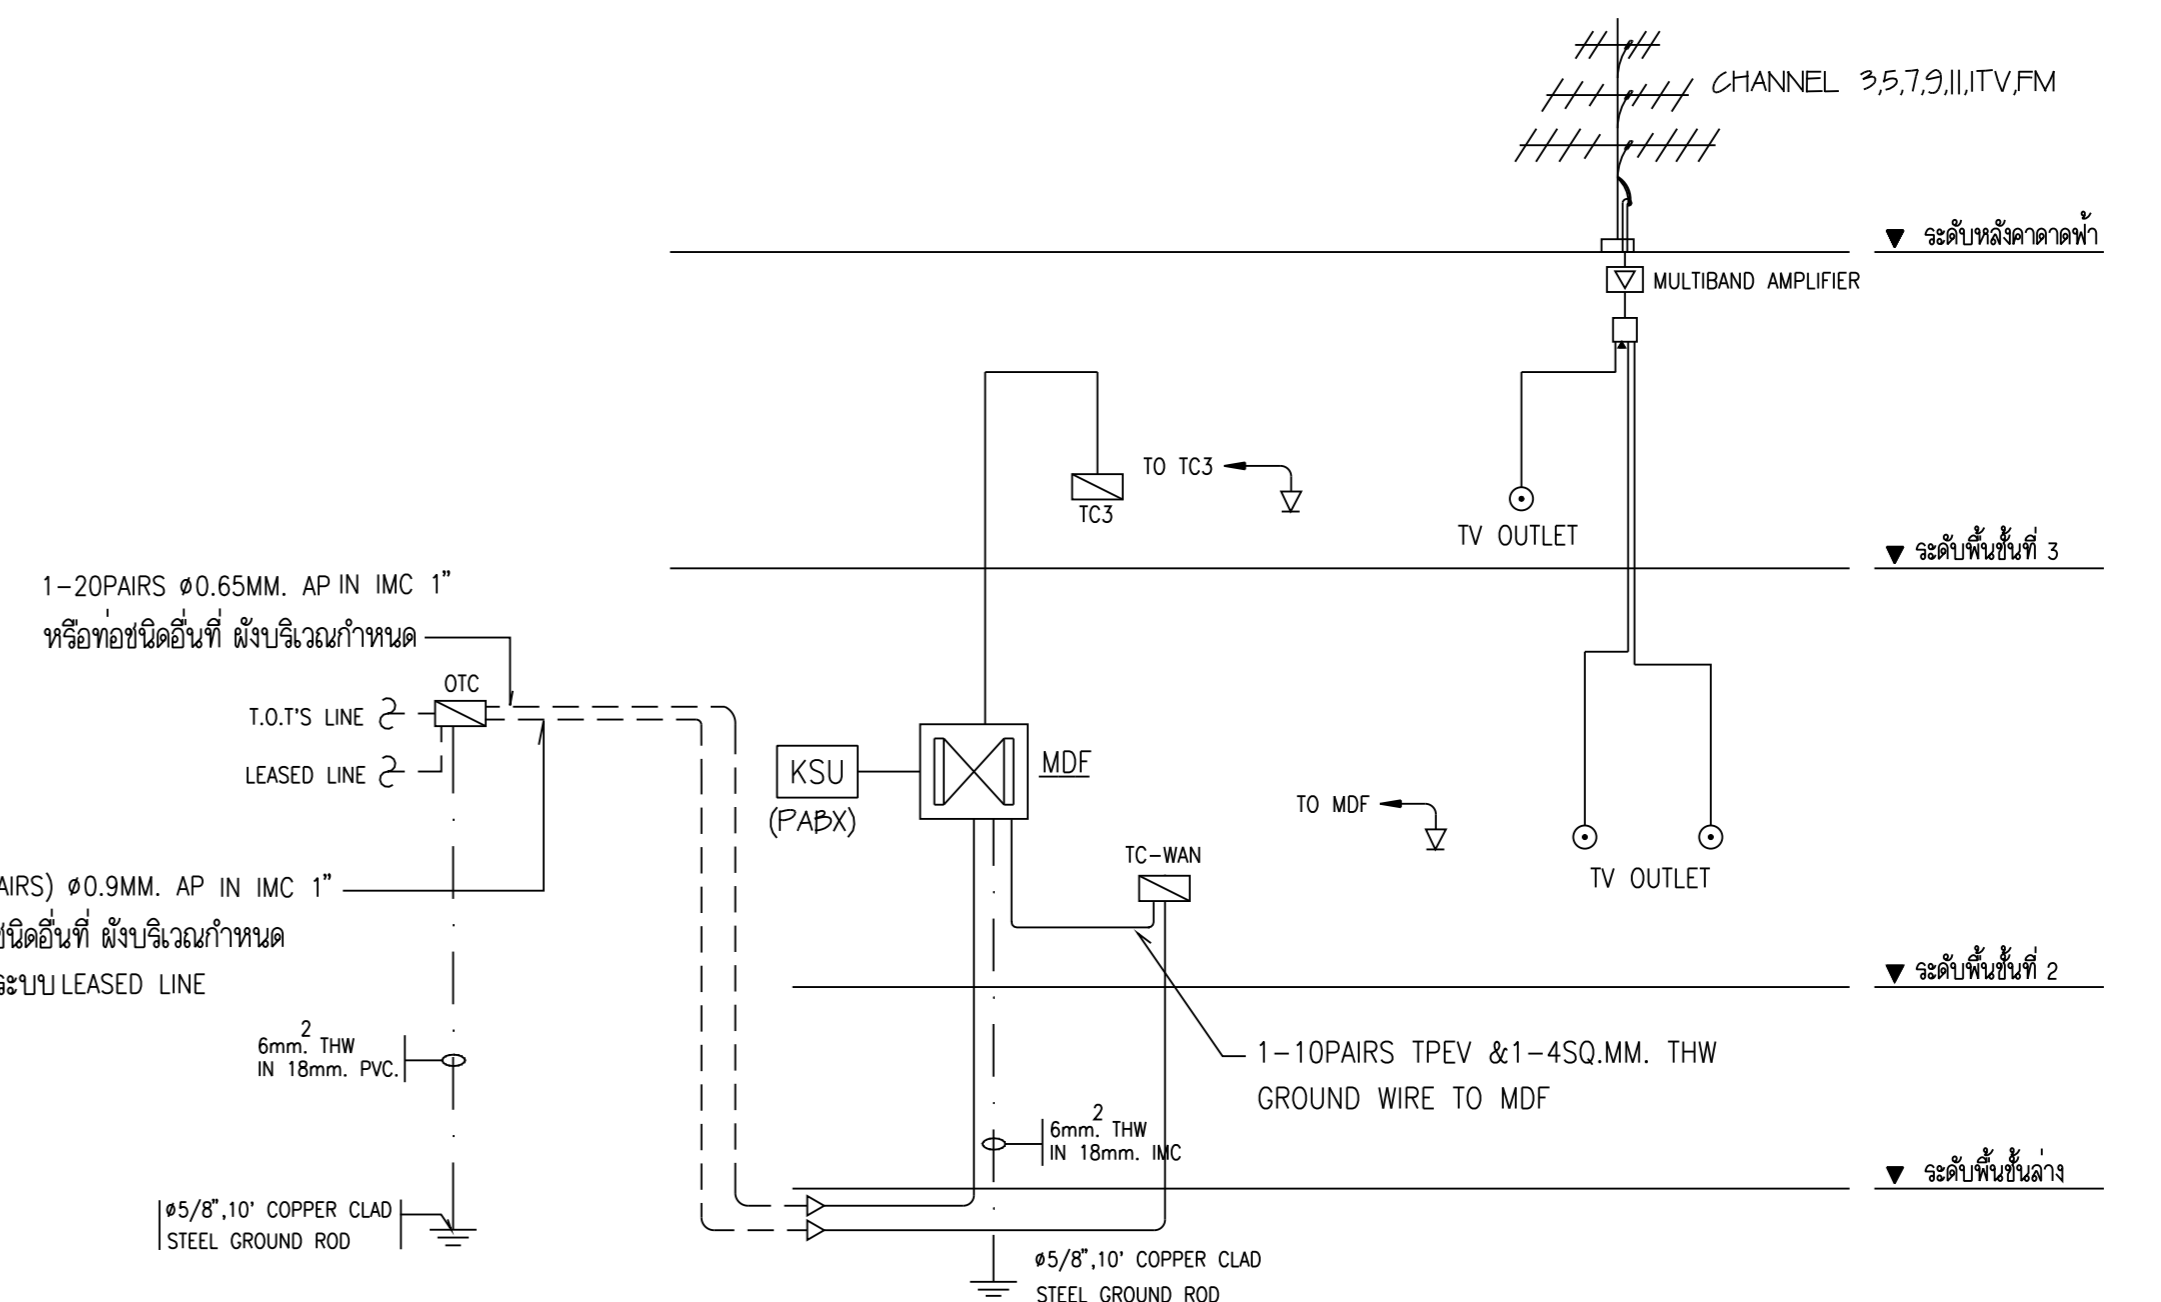 CHANNEL 3,5,7,9,11,ITV,FM
ระดับหลังคาดาดฟ้า
MULTIBAND AMPLIFIER
TO TC3
TC3
TV OUTLET
ระดับพื้นชั้นที่ 3
1-20PAIRS ø0.65MM. AP IN IMC 1"
หรือท่อชนิดอื่นที่ ผังบริเวณกำหนด
OTC
T.O.T'S LINE
LEASED LINE
KSU
(PABX)
MDF
TO MDF
TC-WAN
TV OUTLET
AIRS) ø0.9MM. AP IN IMC 1"
ชนิดอื่นที่ ผังบริเวณกำหนด
ระบบ LEASED LINE
ระดับพื้นชั้นที่ 2
6mm.² THW
IN 18mm. PVC.
1-10PAIRS TPEV &1-4SQ.MM. THW
GROUND WIRE TO MDF
6mm.² THW
IN 18mm. IMC
ระดับพื้นชั้นล่าง
ø5/8",10' COPPER CLAD
STEEL GROUND ROD
ø5/8",10' COPPER CLAD
STEEL GROUND ROD